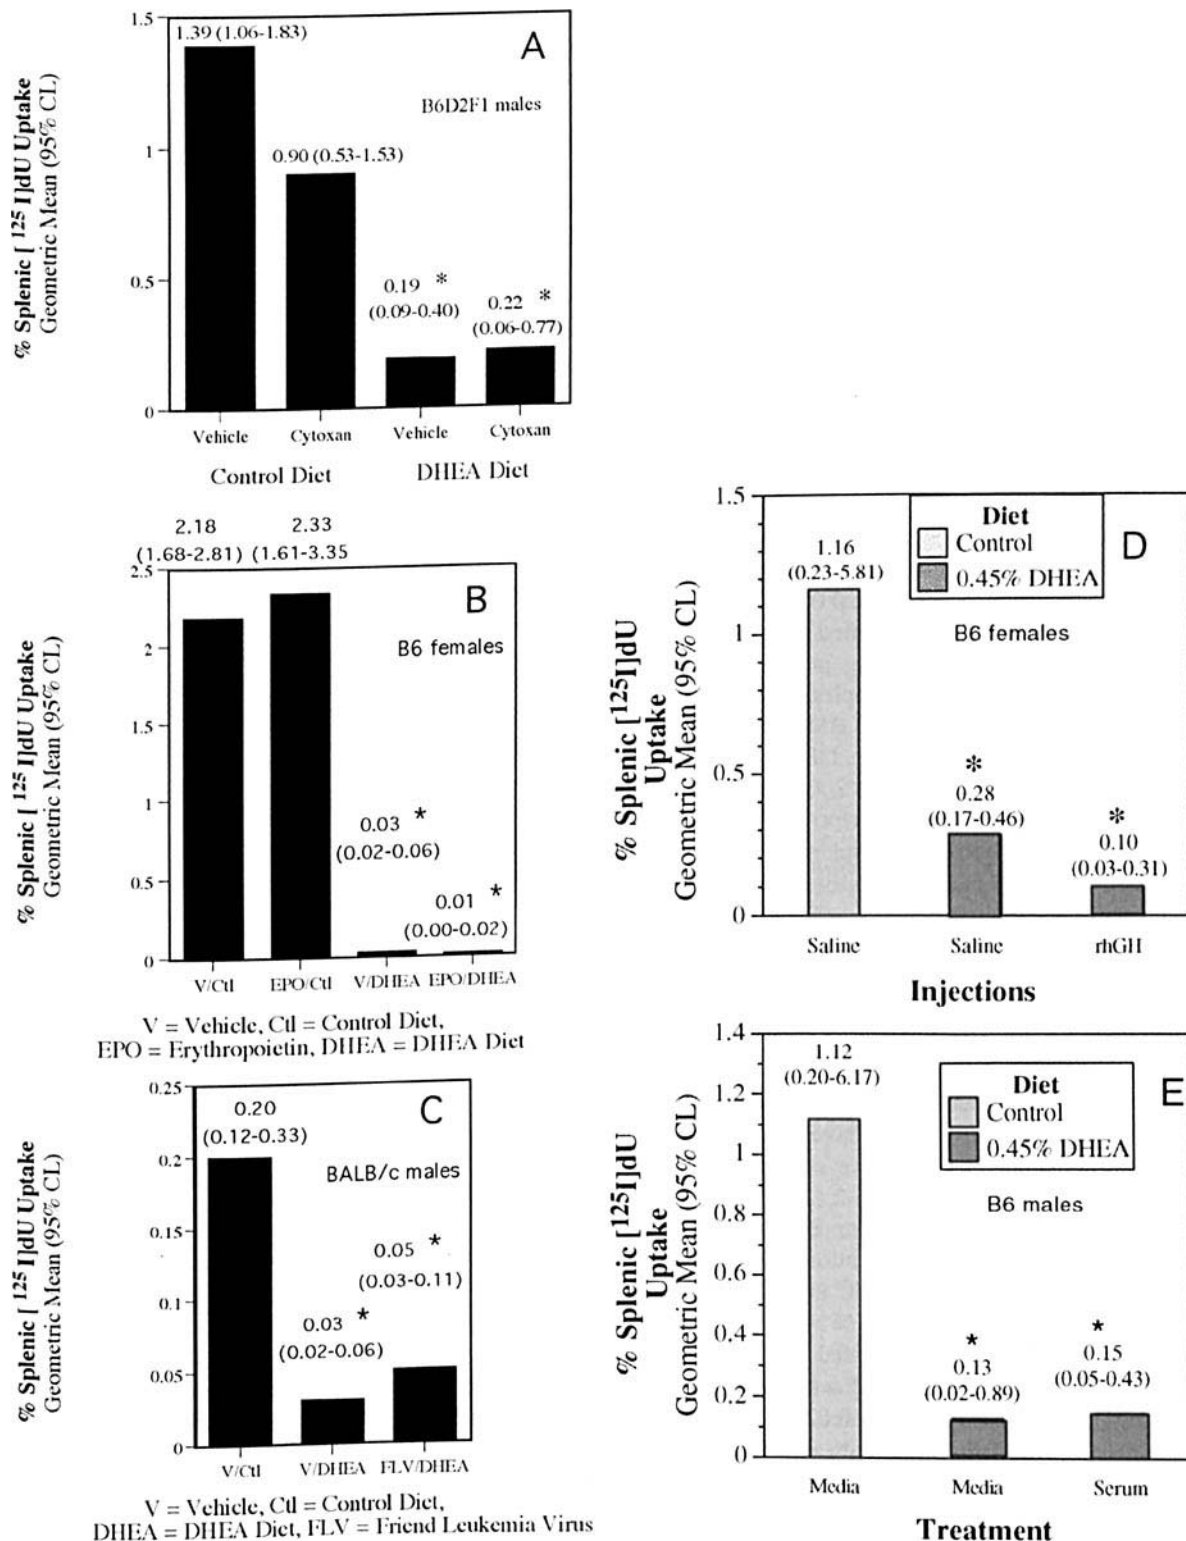 % Splenic [ 125 I]dU Uptake
Geometric Mean (95% CL)
1.5
1
0.5
0
1.39 (1.06-1.83)
A
B6D2F1 males
0.90 (0.53-1.53)
0.19 *
(0.09-0.40)
0.22 *
(0.06-0.77)
Vehicle
Cytoxan
Vehicle
Cytoxan
Control Diet
DHEA Diet
% Splenic [ 125 I]dU Uptake
Geometric Mean (95% CL)
2.18
(1.68-2.81)
2.33
(1.61-3.35
2.5
2
1.5
1
0.5
0
B
B6 females
0.03 *
(0.02-0.06)
0.01 *
(0.00-0.02)
V/Ctl
EPO/Ctl
V/DHEA
EPO/DHEA
V = Vehicle, Ctl = Control Diet,
EPO = Erythropoietin, DHEA = DHEA Diet
% Splenic [ 125 I]dU Uptake
Geometric Mean (95% CL)
0.25
0.2
0.15
0.1
0.05
0
0.20
(0.12-0.33)
C
BALB/c males
0.03 *
(0.02-0.06)
0.05 *
(0.03-0.11)
V/Ctl
V/DHEA
FLV/DHEA
V = Vehicle, Ctl = Control Diet,
DHEA = DHEA Diet, FLV = Friend Leukemia Virus
% Splenic [125I]dU
Uptake
Geometric Mean (95% CL)
1.5
1
0.5
0
Diet
Control
0.45% DHEA
D
B6 females
1.16
(0.23-5.81)
*
0.28
(0.17-0.46)
*
0.10
(0.03-0.31)
Saline
Saline
rhGH
Injections
% Splenic [125I]dU
Uptake
Geometric Mean (95% CL)
1.4
1.2
1
0.8
0.6
0.4
0.2
0
1.12
(0.20-6.17)
Diet
Control
0.45% DHEA
E
B6 males
*
0.13
(0.02-0.89)
*
0.15
(0.05-0.43)
Media
Media
Serum
Treatment